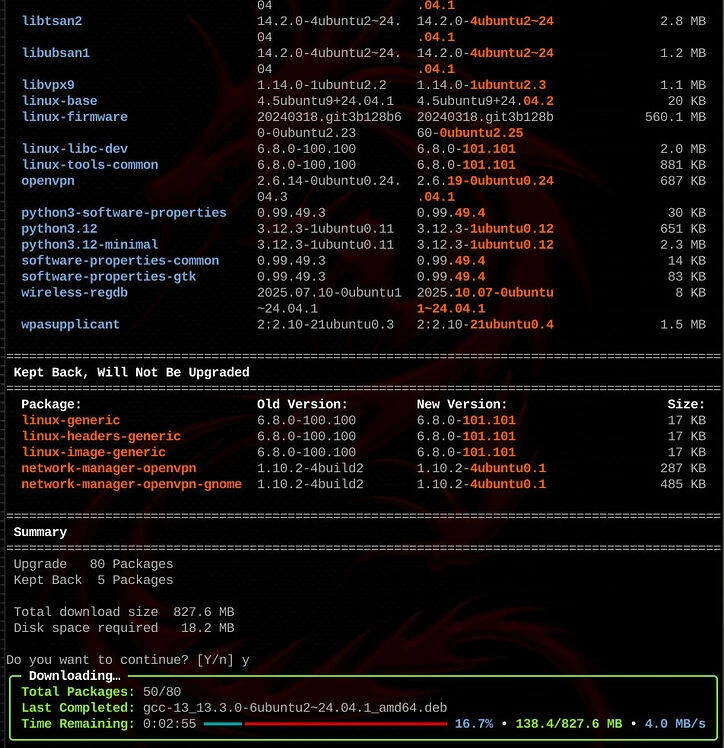 04 .04.1
libtsan2 14.2.0-4ubuntu2~24. 14.2.0-4ubuntu2~24 2.8 MB
04 .04.1
libubsan1 14.2.0-4ubuntu2~24. 14.2.0-4ubuntu2~24 1.2 MB
04 .04.1
libvpx9 1.14.0-1ubuntu2.2 1.14.0-1ubuntu2.3 1.1 MB
linux-base 4.5ubuntu9+24.04.1 4.5ubuntu9+24.04.2 20 KB
linux-firmware 20240318.git3b128b6 20240318.git3b128b 560.1 MB
0-0ubuntu2.23 60-0ubuntu2.25
linux-libc-dev 6.8.0-100.100 6.8.0-101.101 2.0 MB
linux-tools-common 6.8.0-100.100 6.8.0-101.101 881 KB
openvpn 2.6.14-0ubuntu0.24. 2.6.19-0ubuntu0.24 687 KB
04.3 .04.1
python3-software-properties 0.99.49.3 0.99.49.4 30 KB
python3.12 3.12.3-1ubuntu0.11 3.12.3-1ubuntu0.12 651 KB
python3.12-minimal 3.12.3-1ubuntu0.11 3.12.3-1ubuntu0.12 2.3 MB
software-properties-common 0.99.49.3 0.99.49.4 14 KB
software-properties-gtk 0.99.49.3 0.99.49.4 83 KB
wireless-regdb 2025.07.10-0ubuntu1 2025.10.07-0ubuntu 8 KB
~24.04.1 1~24.04.1
wpasupplicant 2:2.10-21ubuntu0.3 2:2.10-21ubuntu0.4 1.5 MB
Kept Back, Will Not Be Upgraded
Package: Old Version: New Version: Size:
linux-generic 6.8.0-100.100 6.8.0-101.101 17 KB
linux-headers-generic 6.8.0-100.100 6.8.0-101.101 17 KB
linux-image-generic 6.8.0-100.100 6.8.0-101.101 17 KB
network-manager-openvpn 1.10.2-4build2 1.10.2-4ubuntu0.1 287 KB
network-manager-openvpn-gnome 1.10.2-4build2 1.10.2-4ubuntu0.1 485 KB
Summary
Upgrade 80 Packages
Kept Back 5 Packages
Total download size 827.6 MB
Disk space required 18.2 MB
Do you want to continue? [Y/n] y
Downloading…
Total Packages: 50/80
Last Completed: gcc-13_13.3.0-6ubuntu2~24.04.1_amd64.deb
Time Remaining: 0:02:55 16.7% • 138.4/827.6 MB • 4.0 MB/s